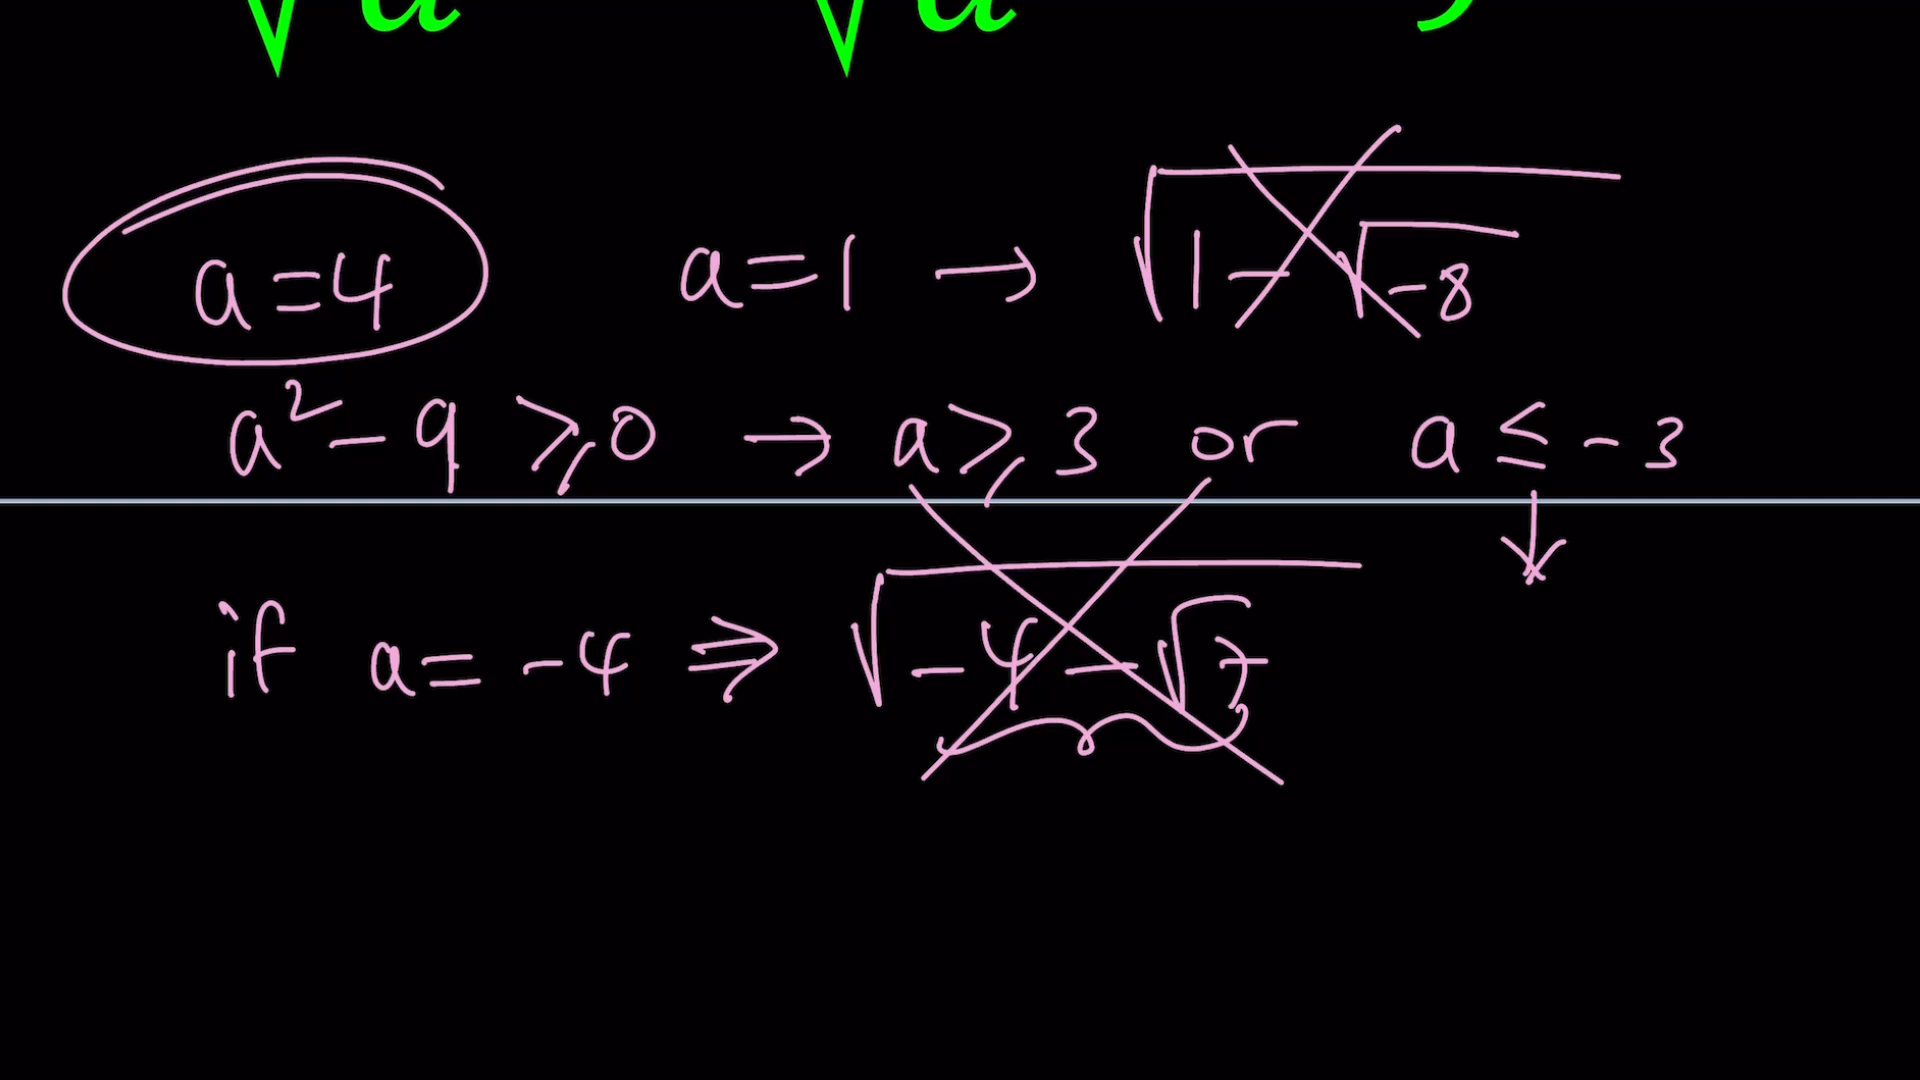 √a √a
a=4 a=1 → √(1-√-8)
a²-9 ≥0 → a≥3 or a ≤ -3
↓
if a= -4 ⇒ √(-4-√7)